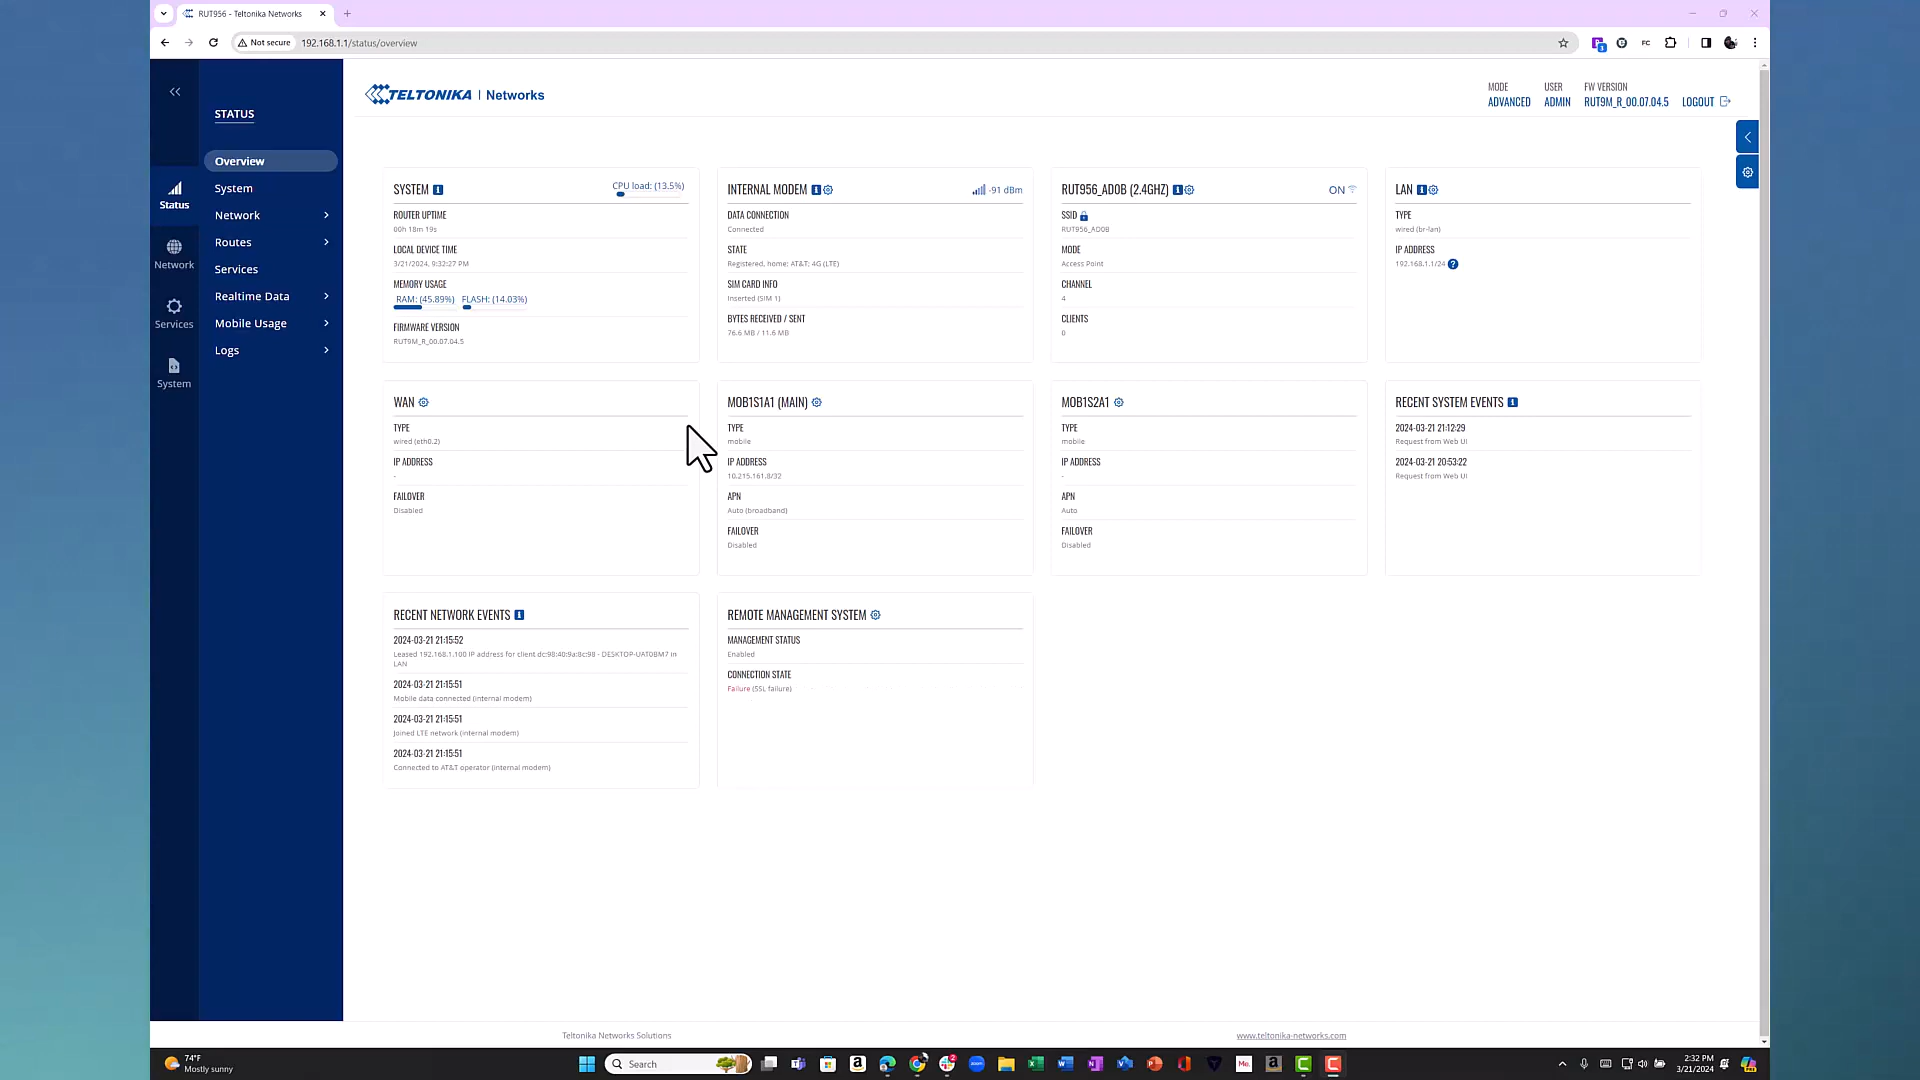 RUT956 - Teltonika Networks
Not secure
192.168.1.1/status/overview
FC
STATUS
Overview
System
Network
Routes
Services
Realtime Data
Mobile Usage
Logs
Status
Network
Services
System
TELTONIKA | Networks
MODE
ADVANCED
USER
ADMIN
FW VERSION
RUT9M_R_00.07.04.5
LOGOUT
SYSTEM
CPU load: (13.5%)
ROUTER UPTIME
00h 18m 19s
LOCAL DEVICE TIME
3/21/2024, 9:32:27 PM
MEMORY USAGE
RAM: (45.89%) FLASH: (14.03%)
FIRMWARE VERSION
RUT9M_R_00.07.04.5
INTERNAL MODEM
-91 dBm
DATA CONNECTION
Connected
STATE
Registered, home; AT&T; 4G (LTE)
SIM CARD INFO
Inserted (SIM 1)
BYTES RECEIVED / SENT
76.6 MB / 11.6 MB
RUT956_AD0B (2.4GHZ)
ON
SSID
RUT956_AD0B
MODE
Access Point
CHANNEL
4
CLIENTS
0
LAN
TYPE
wired (br-lan)
IP ADDRESS
192.168.1.1/24
WAN
TYPE
wired (eth0.2)
IP ADDRESS
-
FAILOVER
Disabled
MOB1S1A1 (MAIN)
TYPE
mobile
IP ADDRESS
10.215.161.8/32
APN
Auto (broadband)
FAILOVER
Disabled
MOB1S2A1
TYPE
mobile
IP ADDRESS
-
APN
Auto
FAILOVER
Disabled
RECENT SYSTEM EVENTS
2024-03-21 21:12:29
Request from Web UI
2024-03-21 20:53:22
Request from Web UI
RECENT NETWORK EVENTS
2024-03-21 21:15:52
Leased 192.168.1.100 IP address for client dc:98:40:9a:8c:98 - DESKTOP-UAT0BM7 in
LAN
2024-03-21 21:15:51
Mobile data connected (internal modem)
2024-03-21 21:15:51
Joined LTE network (internal modem)
2024-03-21 21:15:51
Connected to AT&T operator (internal modem)
REMOTE MANAGEMENT SYSTEM
MANAGEMENT STATUS
Enabled
CONNECTION STATE
Failure (SSL failure)
Teltonika Networks Solutions
www.teltonika-networks.com
74°F
Mostly sunny
Search
2:32 PM
3/21/2024